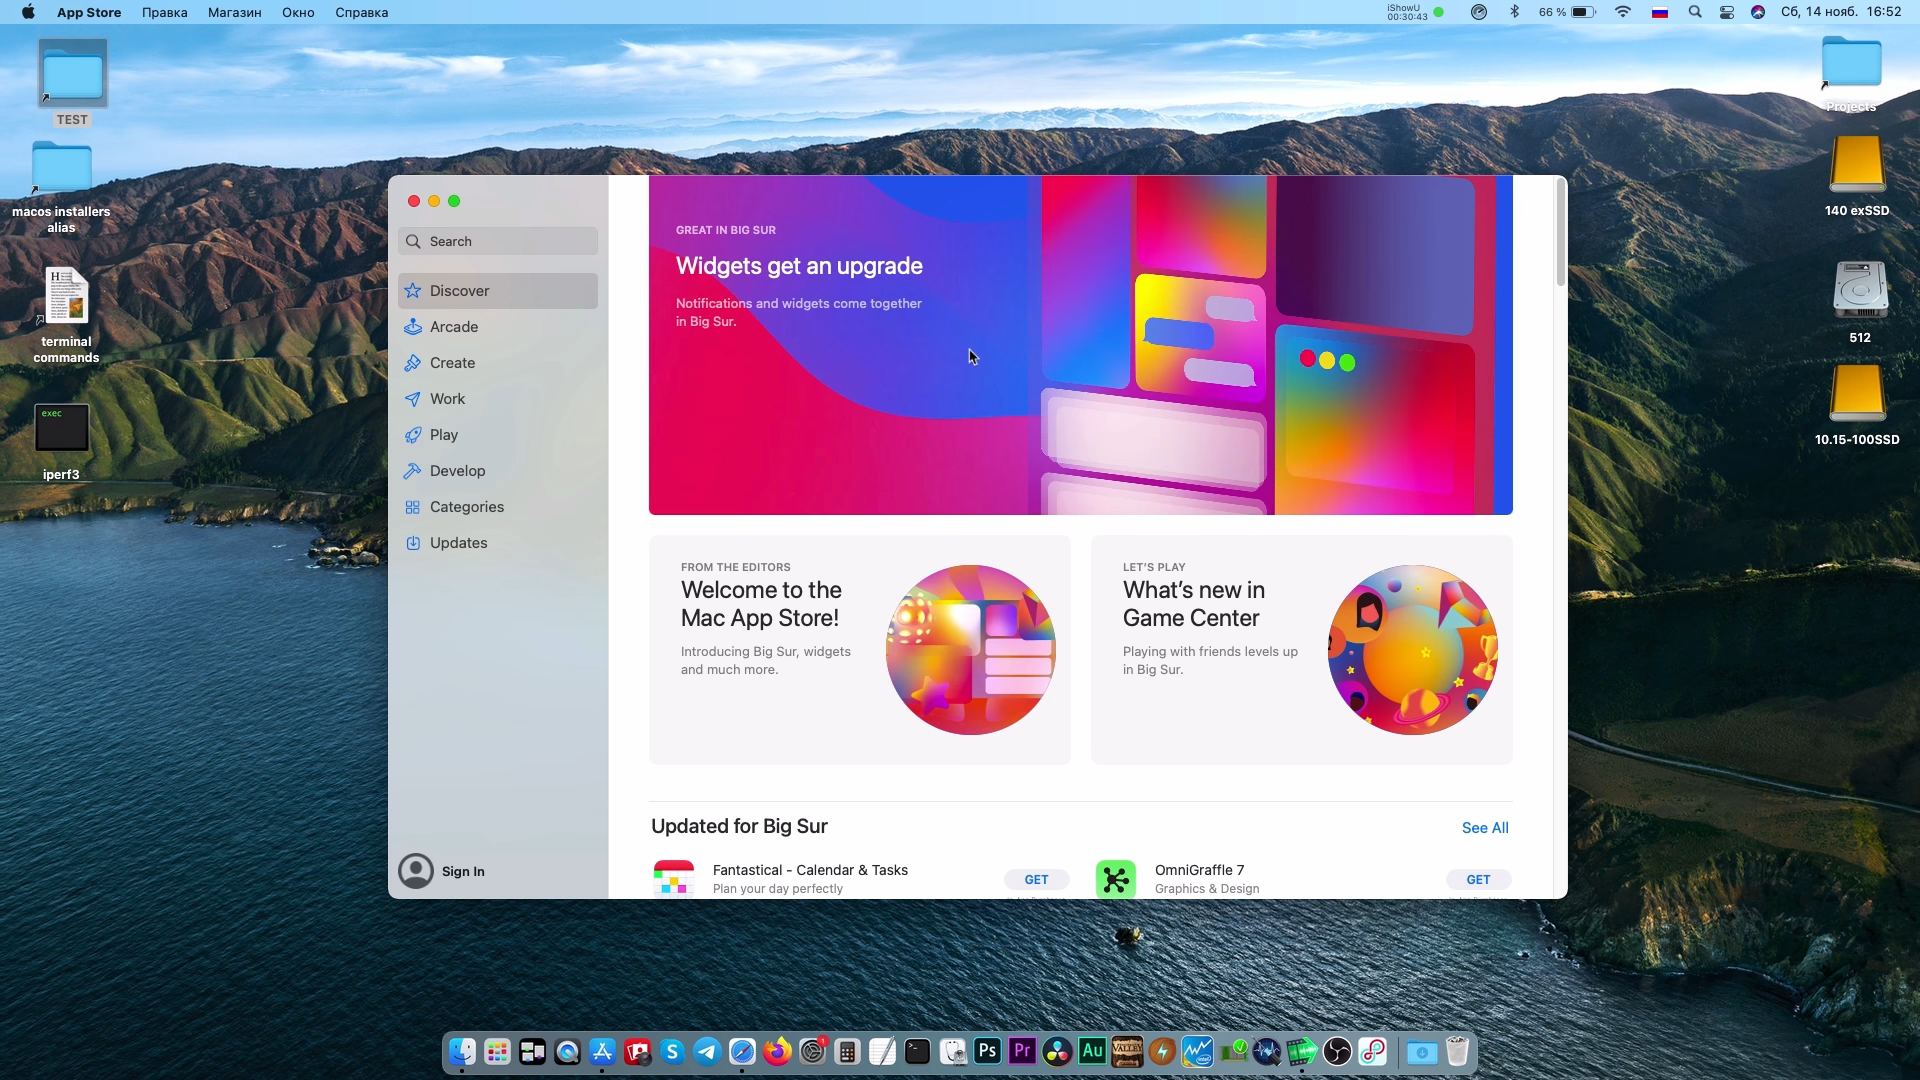 App Store Правка Магазин Окно Справка
iShowU
00:30:43
66 %
Сб, 14 нояб. 16:52
TEST
macos installers
alias
terminal
commands
exec
iperf3
Projects
140 exSSD
512
10.15-100SSD
Search
Discover
Arcade
Create
Work
Play
Develop
Categories
Updates
Sign In
GREAT IN BIG SUR
Widgets get an upgrade
Notifications and widgets come together
in Big Sur.
FROM THE EDITORS
Welcome to the
Mac App Store!
Introducing Big Sur, widgets
and much more.
LET'S PLAY
What's new in
Game Center
Playing with friends levels up
in Big Sur.
Updated for Big Sur
See All
Fantastical - Calendar & Tasks
Plan your day perfectly
GET
OmniGraffle 7
Graphics & Design
GET
1
Ps
Pr
Au
VALLEY